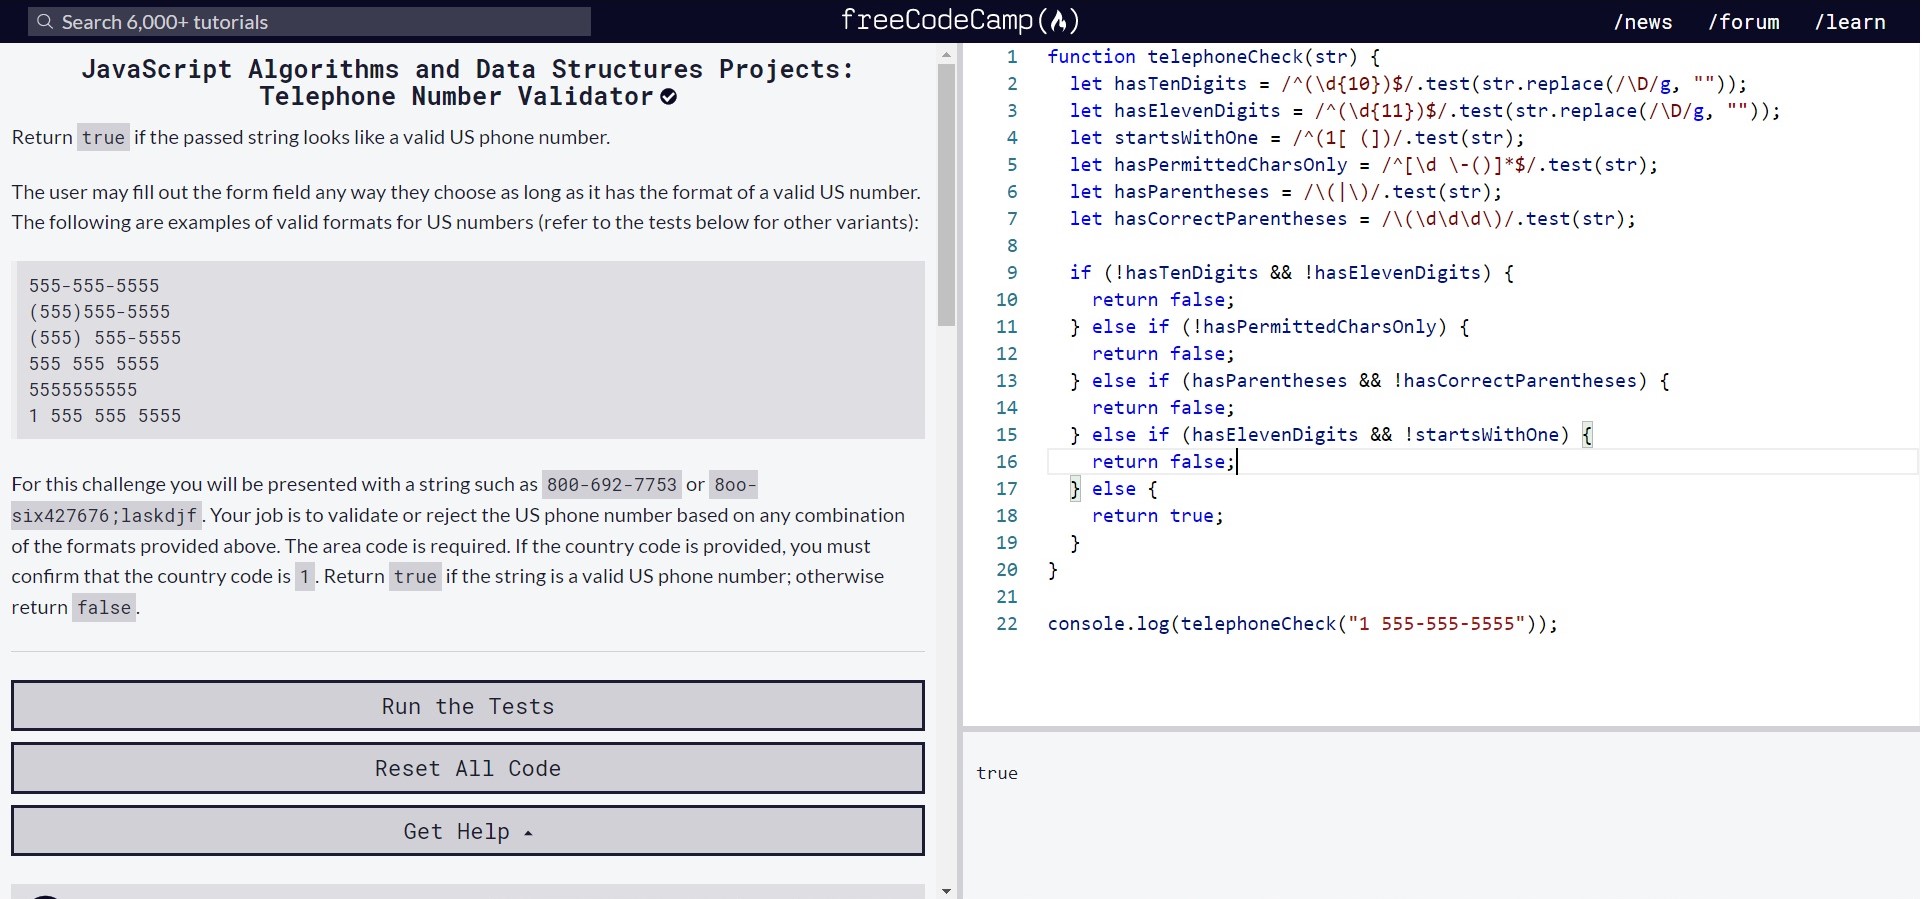 Search 6,000+ tutorials
freeCodeCamp(🔥)
/news /forum /learn
JavaScript Algorithms and Data Structures Projects:
Telephone Number Validator
Return true if the passed string looks like a valid US phone number.
The user may fill out the form field any way they choose as long as it has the format of a valid US number.
The following are examples of valid formats for US numbers (refer to the tests below for other variants):
555-555-5555
(555)555-5555
(555) 555-5555
555 555 5555
5555555555
1 555 555 5555
For this challenge you will be presented with a string such as 800-692-7753 or 8oo-
six427676;laskdjf. Your job is to validate or reject the US phone number based on any combination
of the formats provided above. The area code is required. If the country code is provided, you must
confirm that the country code is 1. Return true if the string is a valid US phone number; otherwise
return false.
Run the Tests
Reset All Code
Get Help
1 function telephoneCheck(str) {
2   let hasTenDigits = /^(\d{10})$/.test(str.replace(/\D/g, ""));
3   let hasElevenDigits = /^(\d{11})$/.test(str.replace(/\D/g, ""));
4   let startsWithOne = /^(1[ (])/.test(str);
5   let hasPermittedCharsOnly = /^[\d \-()]*$/.test(str);
6   let hasParentheses = /\(|\)/.test(str);
7   let hasCorrectParentheses = /\(\d\d\d\)/.test(str);
8
9   if (!hasTenDigits && !hasElevenDigits) {
10     return false;
11   } else if (!hasPermittedCharsOnly) {
12     return false;
13   } else if (hasParentheses && !hasCorrectParentheses) {
14     return false;
15   } else if (hasElevenDigits && !startsWithOne) {
16     return false;
17   } else {
18     return true;
19   }
20 }
21
22 console.log(telephoneCheck("1 555-555-5555"));
true